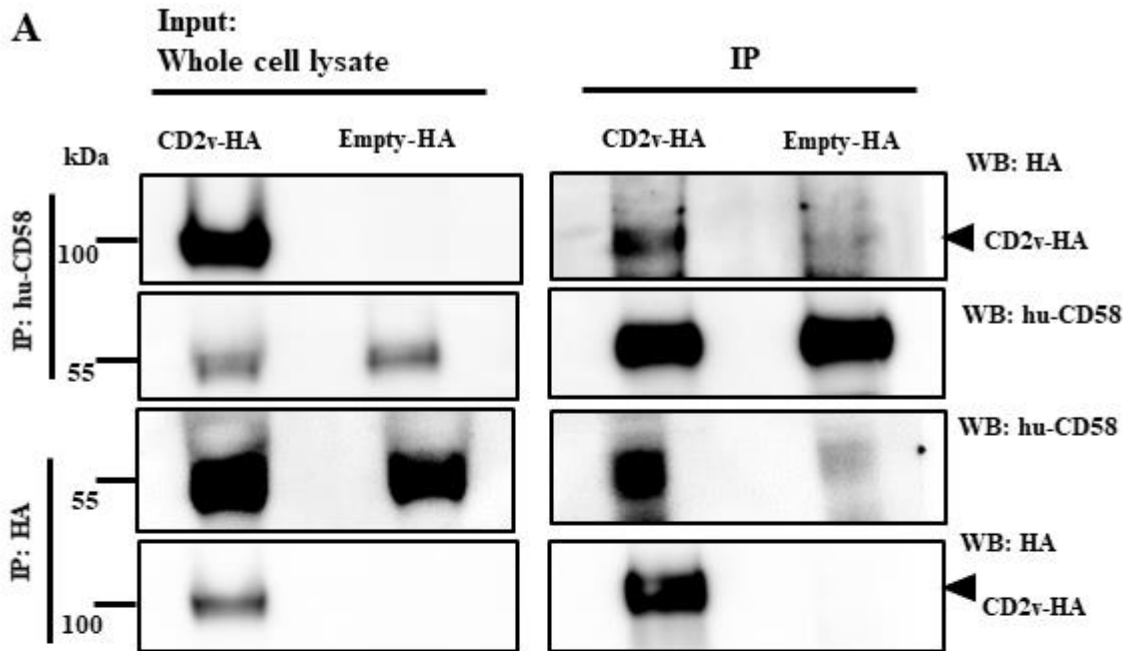 A
Input:
Whole cell lysate
IP
CD2v-HA
Empty-HA
CD2v-HA
Empty-HA
kDa
WB: HA
IP: hu-CD58
100
CD2v-HA
WB: hu-CD58
55
WB: hu-CD58
IP: HA
55
WB: HA
CD2v-HA
100